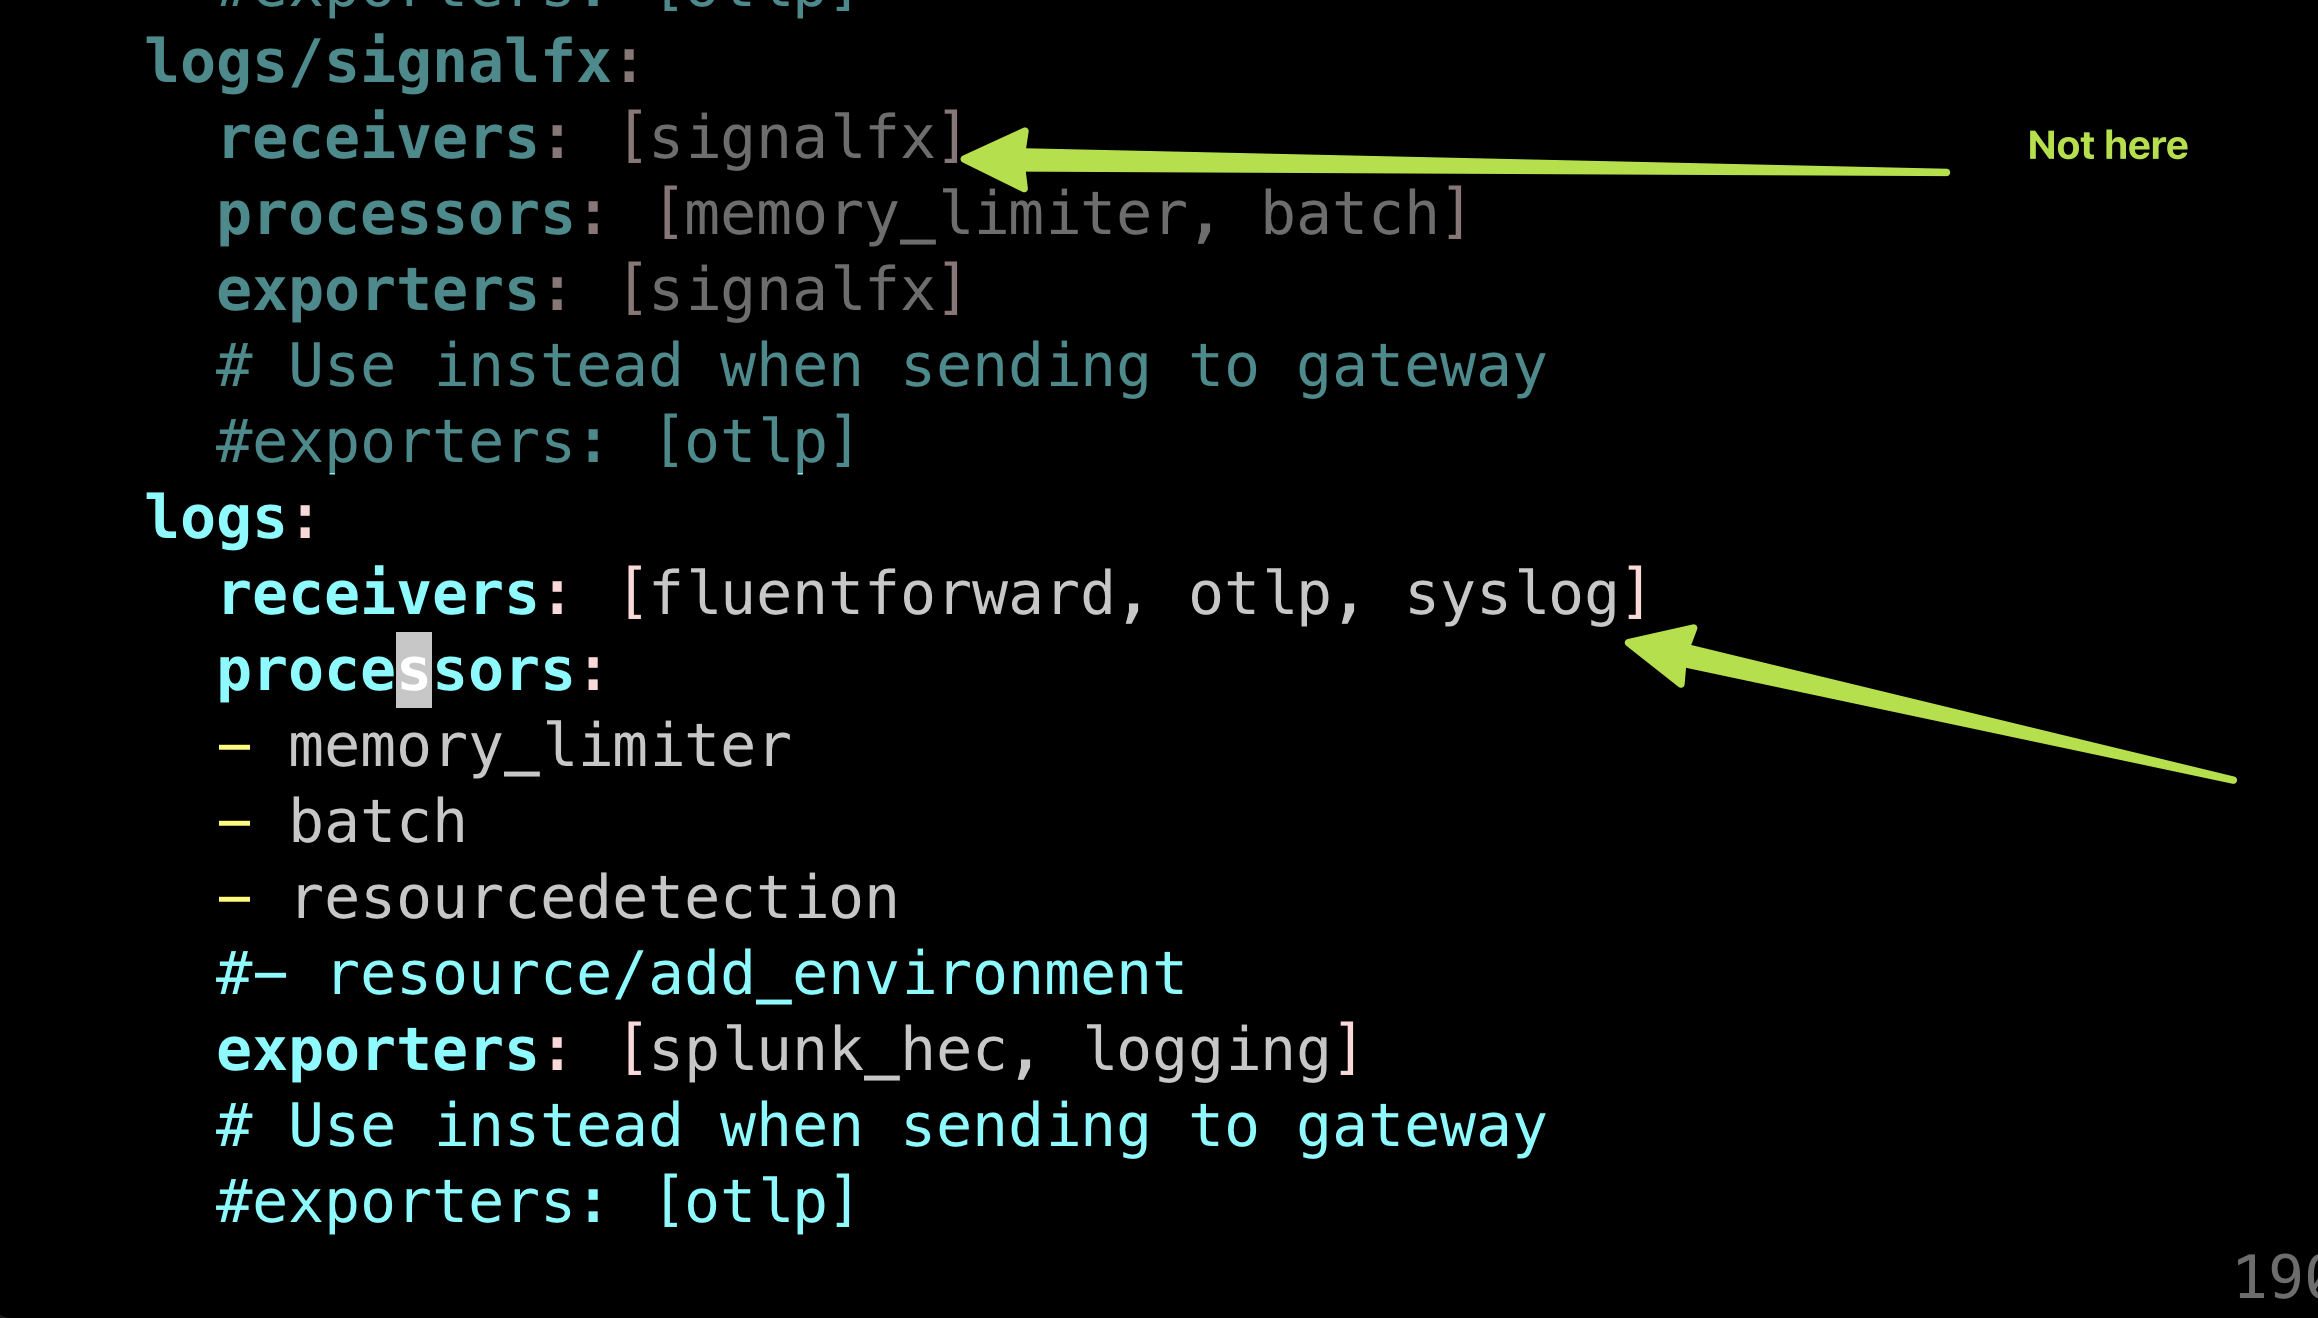 #exporters: [otlp]
logs/signalfx:
receivers: [signalfx]
Not here
processors: [memory_limiter, batch]
exporters: [signalfx]
# Use instead when sending to gateway
#exporters: [otlp]
logs:
receivers: [fluentforward, otlp, syslog]
processors:
- memory_limiter
- batch
- resourcedetection
#- resource/add_environment
exporters: [splunk_hec, logging]
# Use instead when sending to gateway
#exporters: [otlp]